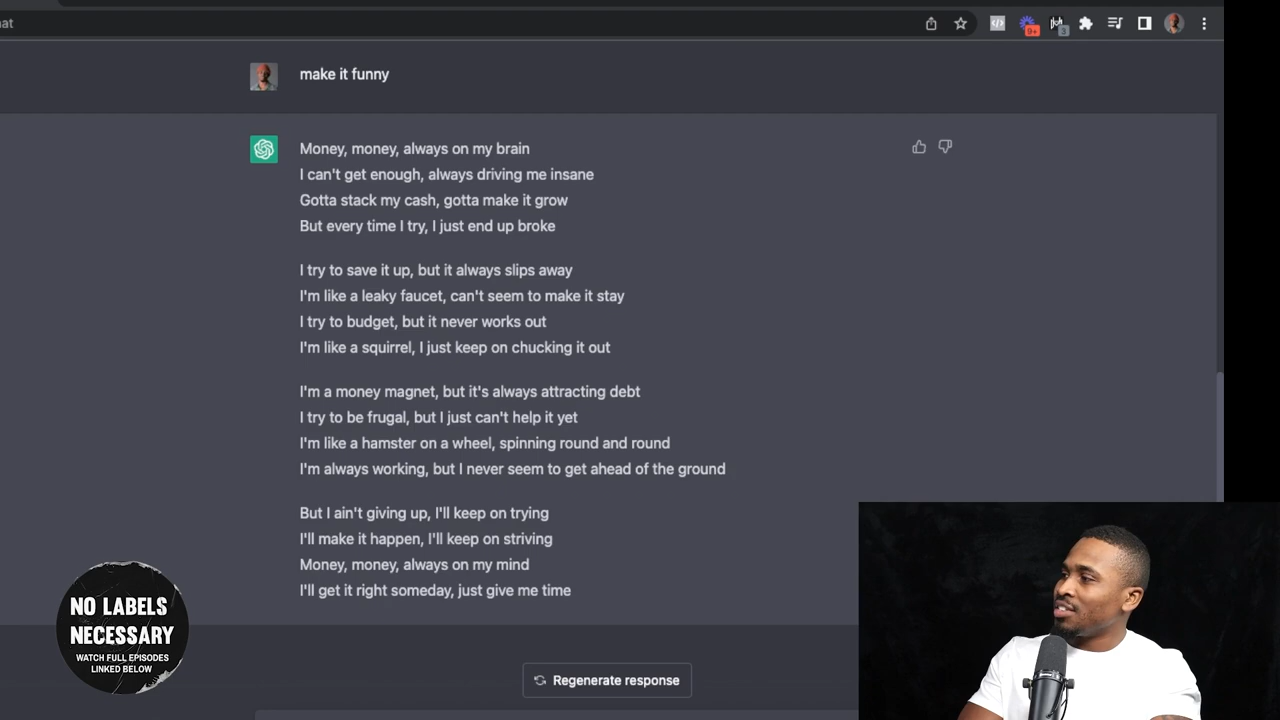 hat
9+
3
make it funny
Money, money, always on my brain
I can't get enough, always driving me insane
Gotta stack my cash, gotta make it grow
But every time I try, I just end up broke
I try to save it up, but it always slips away
I'm like a leaky faucet, can't seem to make it stay
I try to budget, but it never works out
I'm like a squirrel, I just keep on chucking it out
I'm a money magnet, but it's always attracting debt
I try to be frugal, but I just can't help it yet
I'm like a hamster on a wheel, spinning round and round
I'm always working, but I never seem to get ahead of the ground
But I ain't giving up, I'll keep on trying
I'll make it happen, I'll keep on striving
Money, money, always on my mind
I'll get it right someday, just give me time
NO LABELS
NECESSARY
WATCH FULL EPISODES
LINKED BELOW
Regenerate response